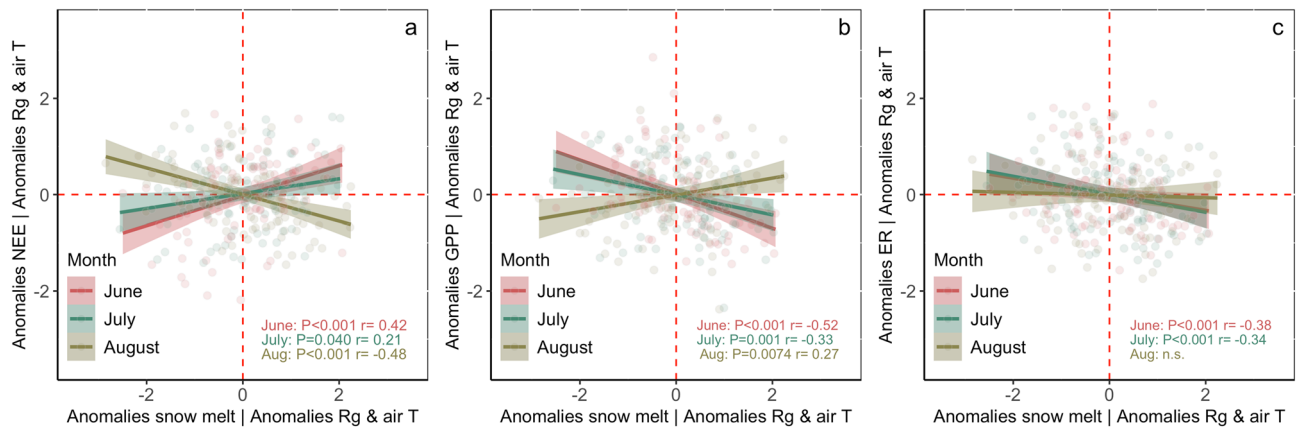 a
Anomalies NEE | Anomalies Rg & air T
2
0
-2
Month
June
July
August
June: P<0.001 r= 0.42
July: P=0.040 r= 0.21
Aug: P<0.001 r= -0.48
-2
0
2
Anomalies snow melt | Anomalies Rg & air T
b
Anomalies GPP | Anomalies Rg & air T
2
0
-2
Month
June
July
August
June: P<0.001 r= -0.52
July: P=0.001 r= -0.33
Aug: P=0.0074 r= 0.27
-2
0
2
Anomalies snow melt | Anomalies Rg & air T
c
Anomalies ER | Anomalies Rg & air T
2
0
-2
Month
June
July
August
June: P<0.001 r= -0.38
July: P<0.001 r= -0.34
Aug: n.s.
-2
0
2
Anomalies snow melt | Anomalies Rg & air T